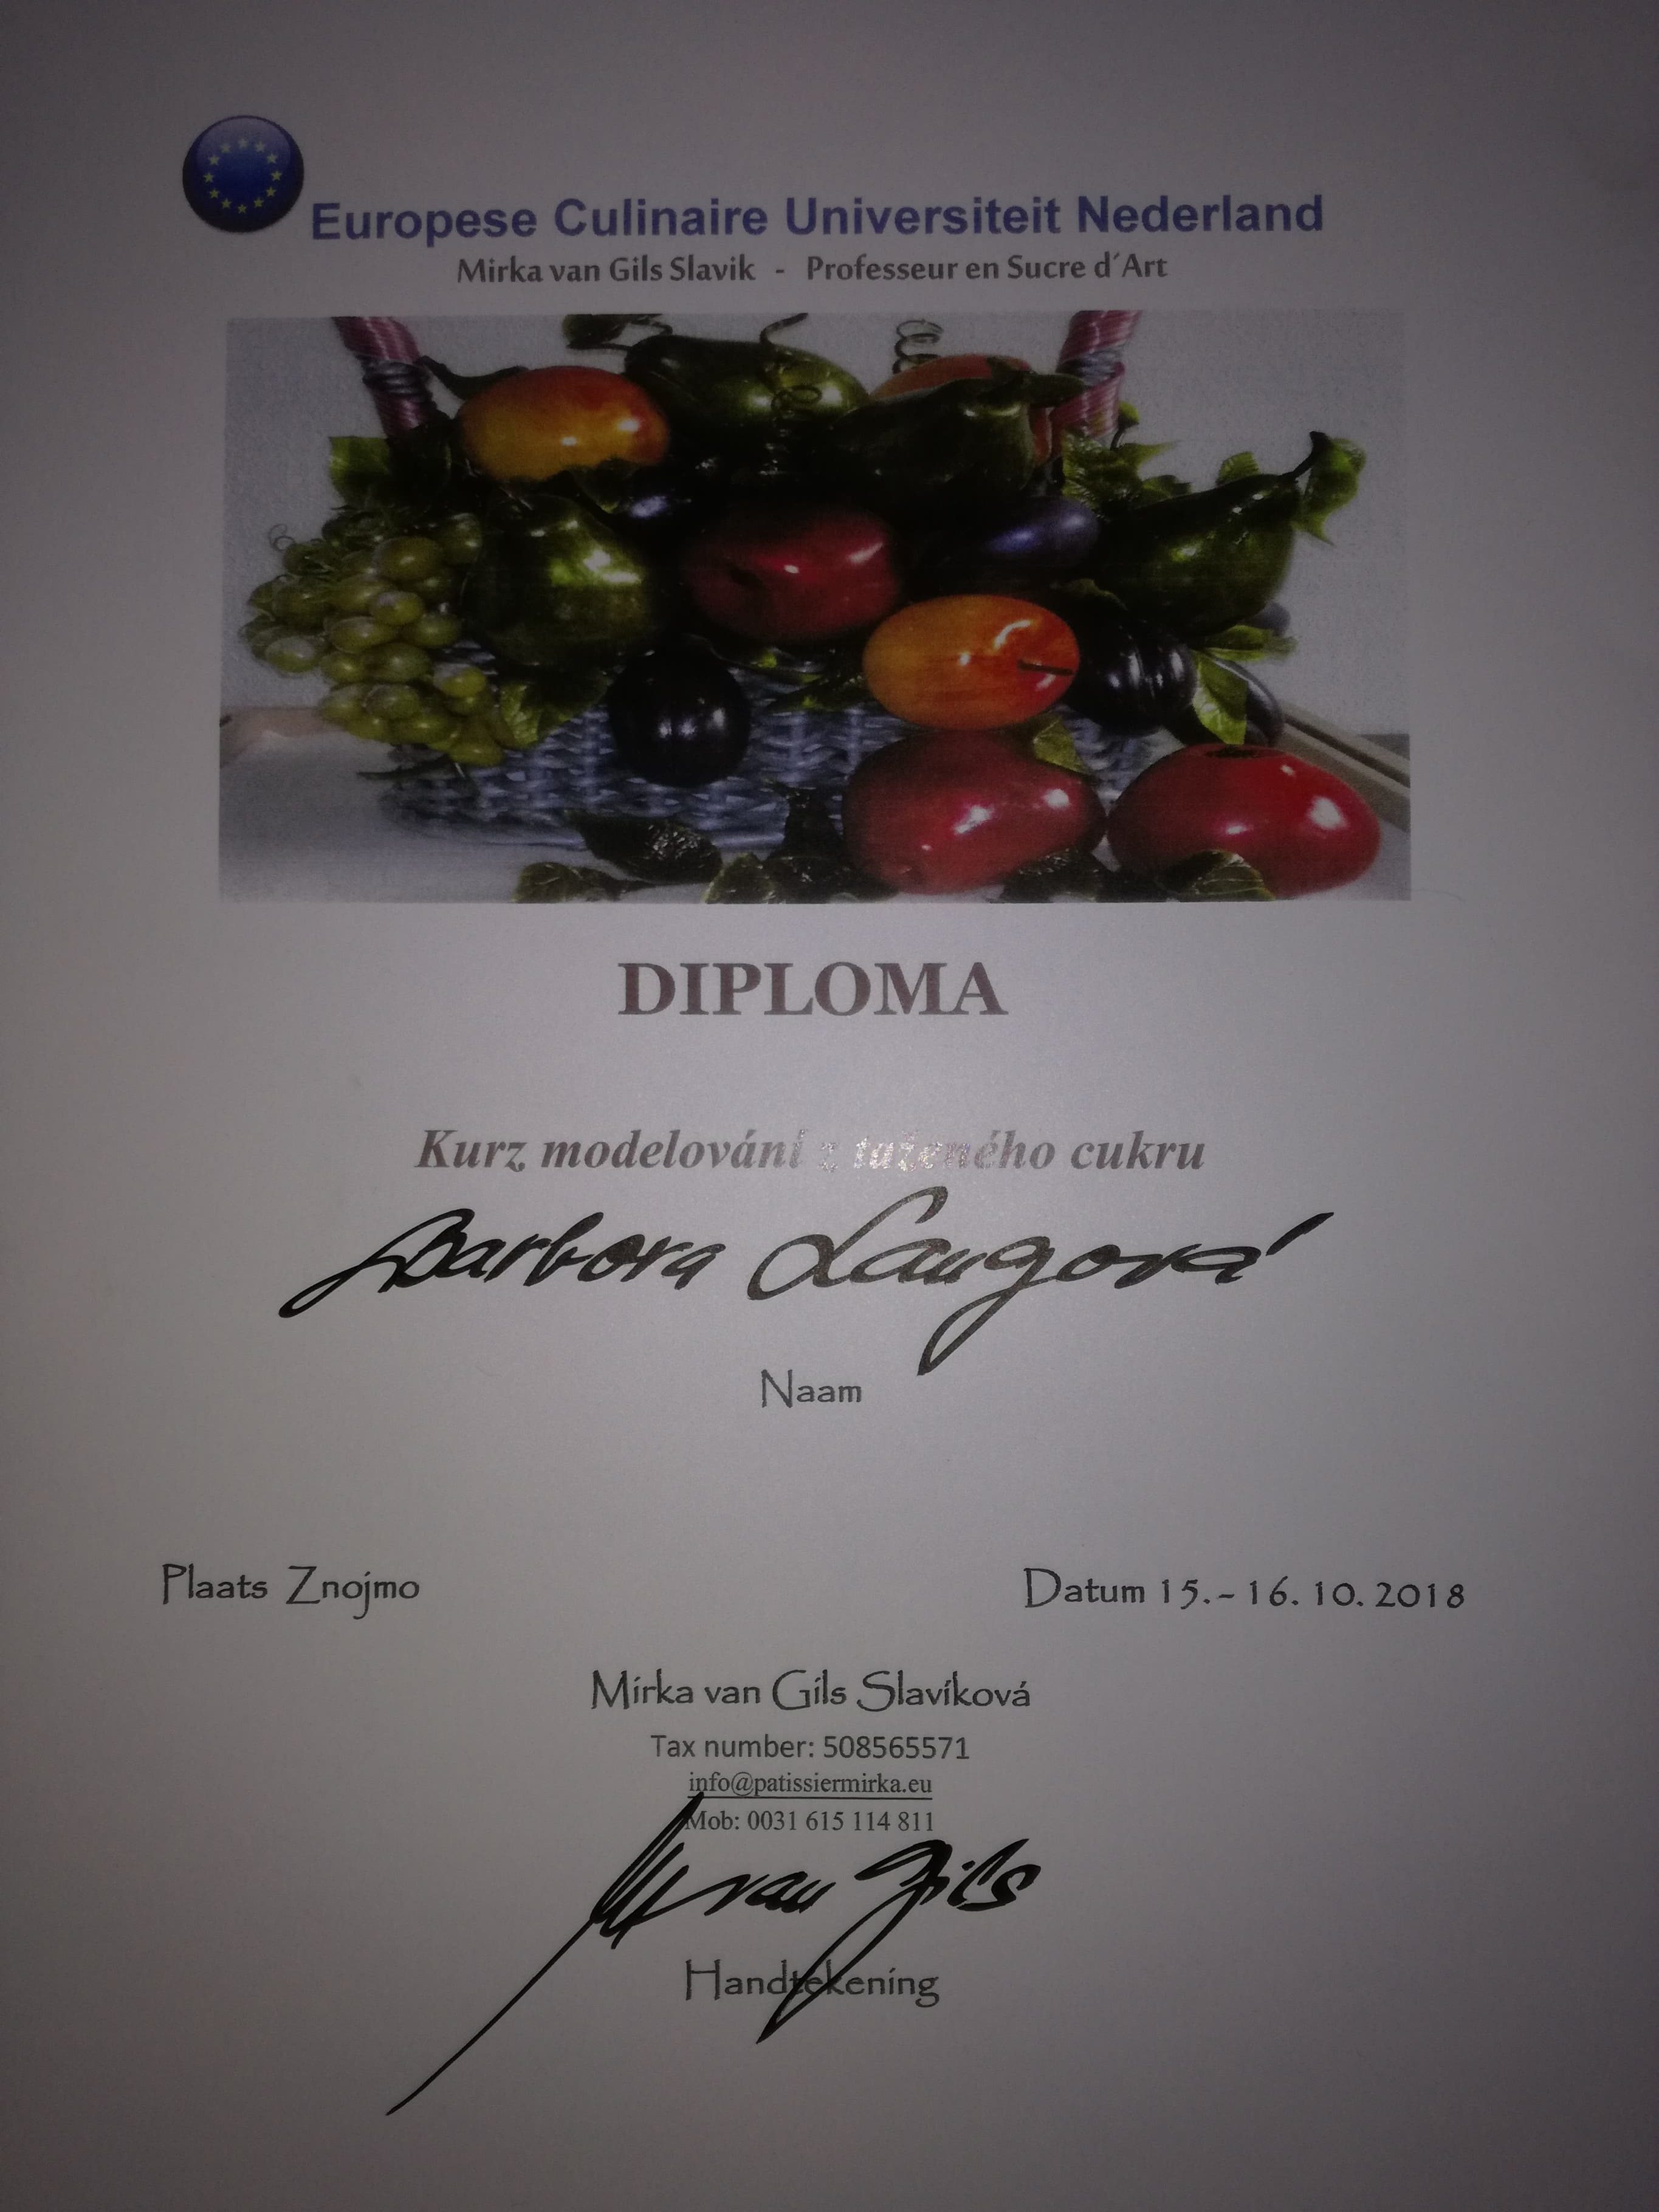 Europese Culinaire Universiteit Nederland
Mirka van Gils Slavik - Professeur en Sucre d´Art
DIPLOMA
Kurz modelování z taženého cukru
Barbora Langová
Naam
Plaats Znojmo
Datum 15.- 16. 10. 2018
Mirka van Gils Slavíková
Tax number: 508565571
info@patissiermirka.eu
Mob: 0031 615 114 811
M van Gils
Handtekening